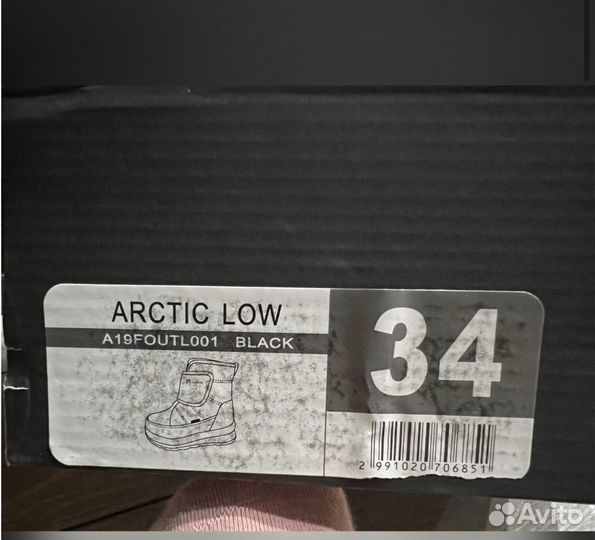 ARCTIC LOW
A19FOUTL001 BLACK
34
2 991020 706851
Avito